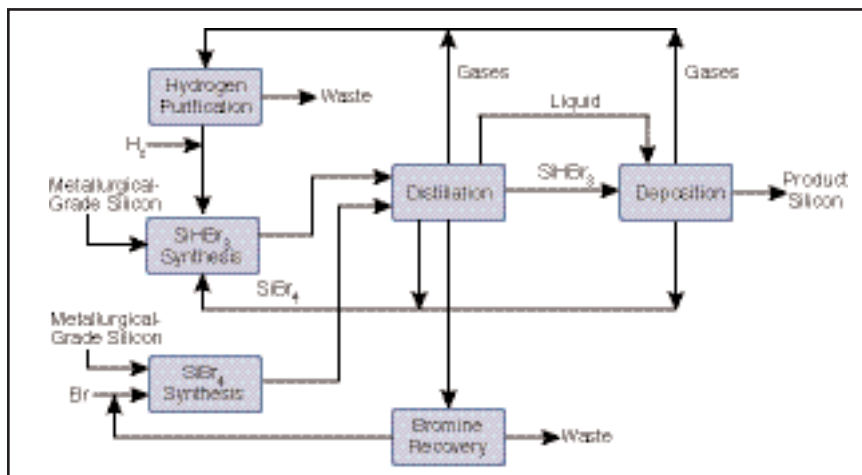 Hydrogen
Purification
Waste
Gases
Gases
Liquid
H₂
Metallurgical-
Grade Silicon
SiHBr₃
Synthesis
Distillation
SiHBr₃
Deposition
Product
Silicon
SiBr₄
Metallurgical-
Grade Silicon
SiBr₄
Synthesis
Br
Bromine
Recovery
Waste